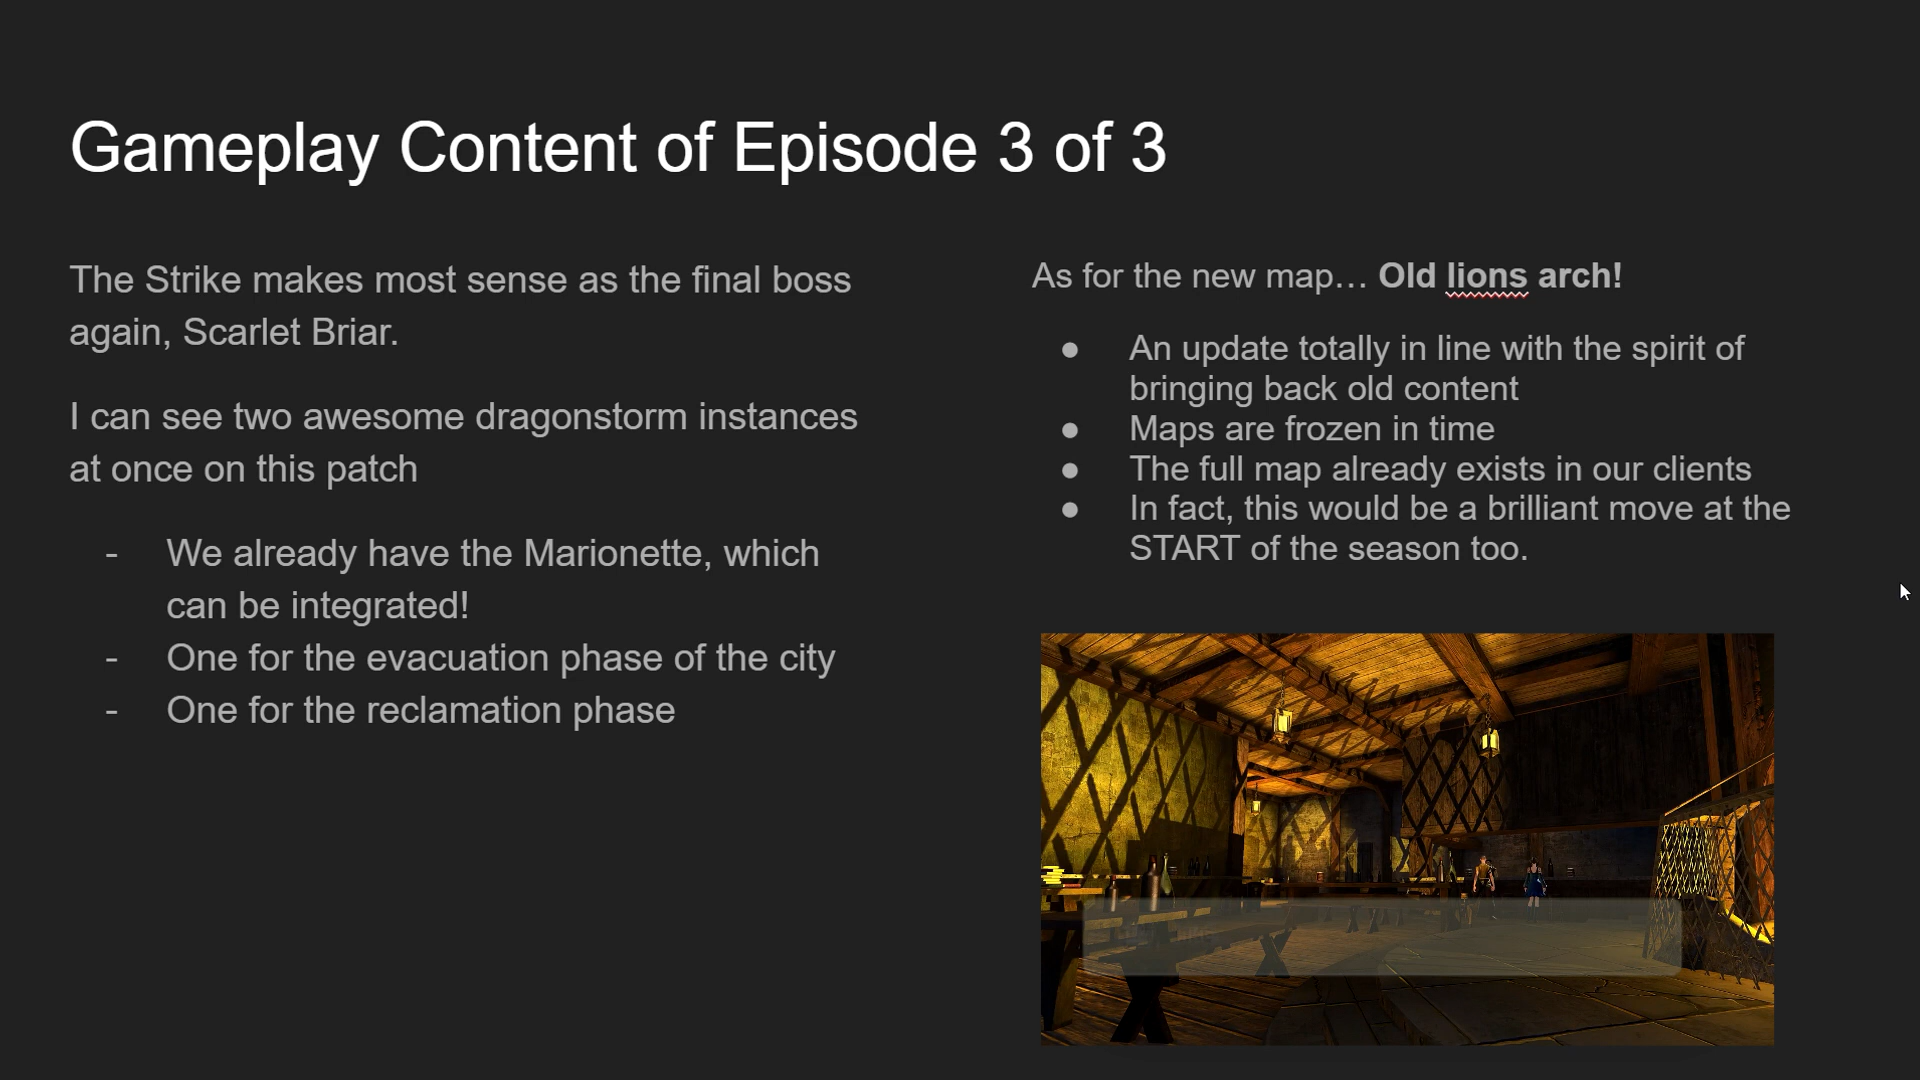 Gameplay Content of Episode 3 of 3
The Strike makes most sense as the final boss
again, Scarlet Briar.
I can see two awesome dragonstorm instances
at once on this patch
- We already have the Marionette, which
can be integrated!
- One for the evacuation phase of the city
- One for the reclamation phase
As for the new map… Old lions arch!
● An update totally in line with the spirit of
bringing back old content
● Maps are frozen in time
● The full map already exists in our clients
● In fact, this would be a brilliant move at the
START of the season too.